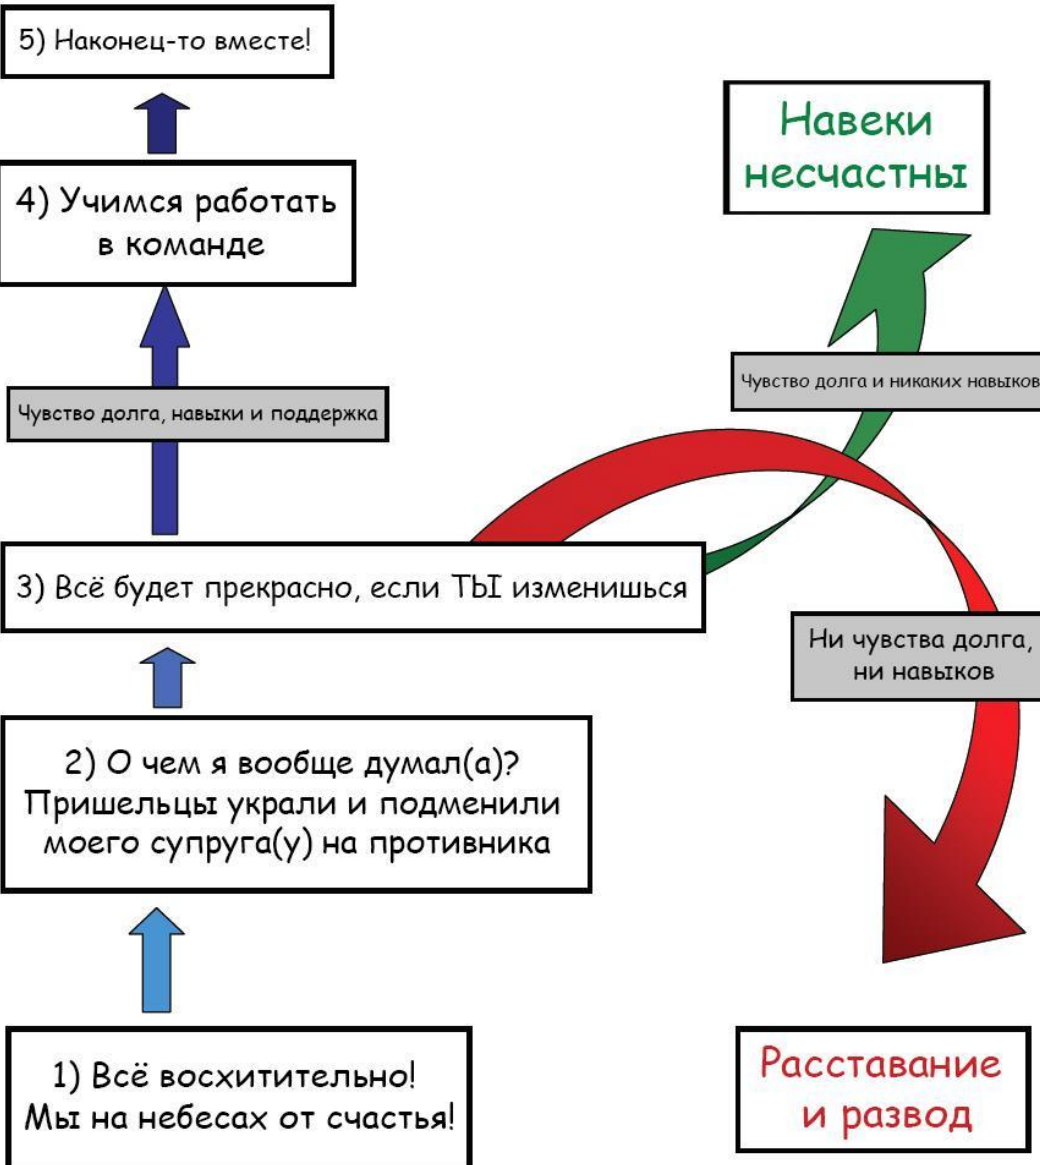 5) Наконец-то вместе!
Навеки
несчастны
4) Учимся работать
в команде
Чувство долга и никаких навыков
Чувство долга, навыки и поддержка
3) Всё будет прекрасно, если ТЫ изменишься
Ни чувства долга,
ни навыков
2) О чем я вообще думал(а)?
Пришельцы украли и подменили
моего супруга(у) на противника
1) Всё восхитительно!
Мы на небесах от счастья!
Расставание
и развод